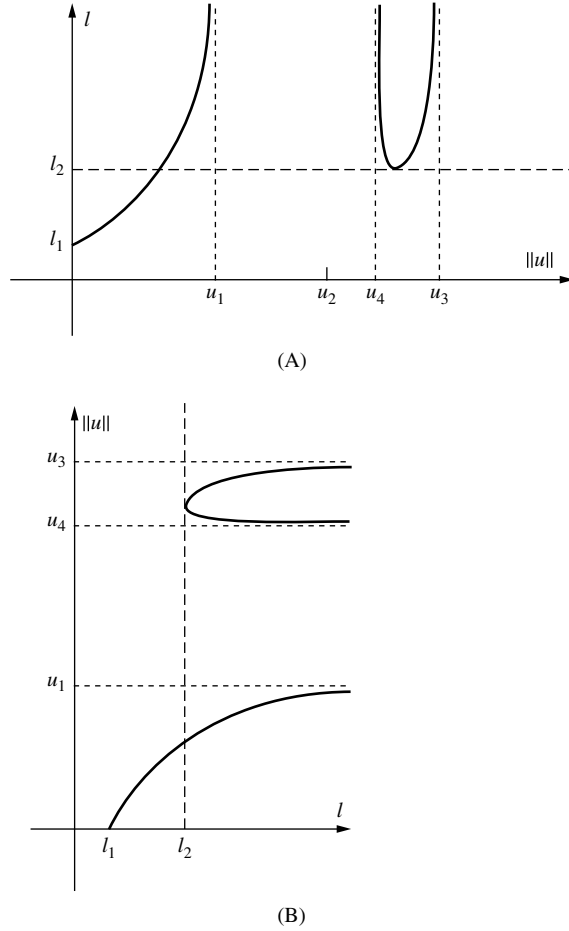 l
l₂
l₁
||u||
u₁ u₂ u₄ u₃
(A)
||u||
u₃
u₄
u₁
l
l₁ l₂
(B)